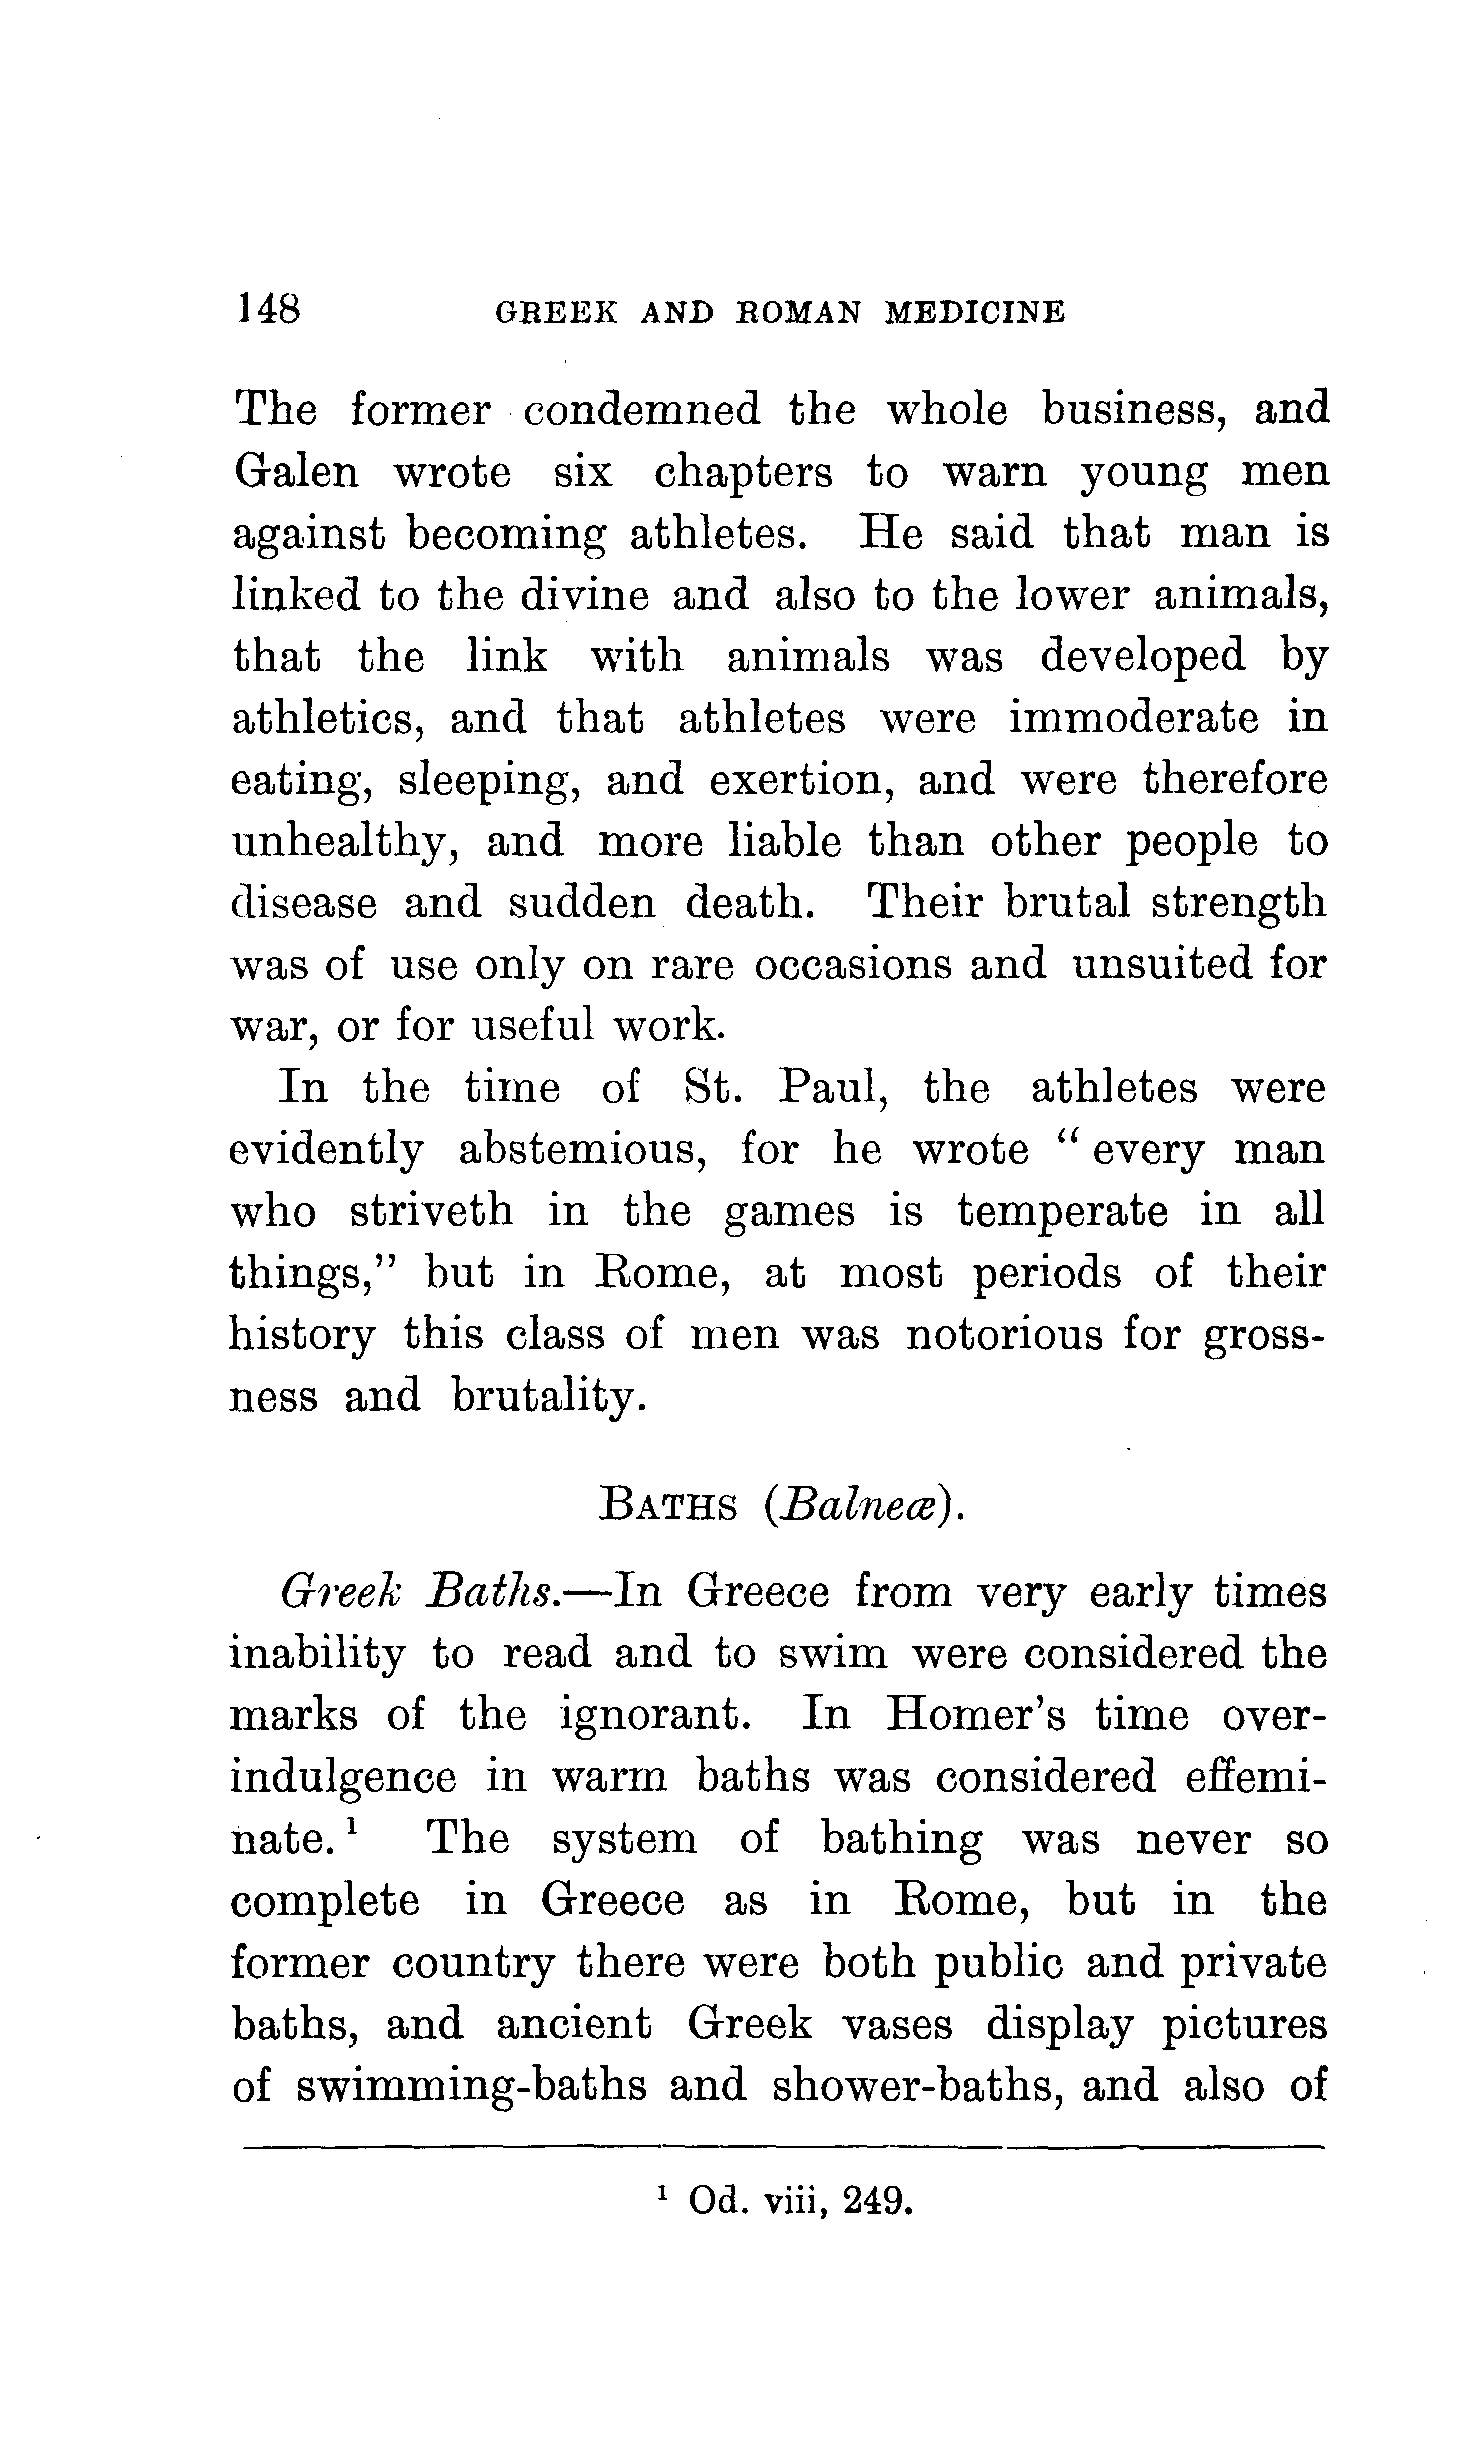 148 GREEK AND ROMAN MEDICINE
The former condemned the whole business, and
Galen wrote six chapters to warn young men
against becoming athletes. He said that man is
linked to the divine and also to the lower animals,
that the link with animals was developed by
athletics, and that athletes were immoderate in
eating, sleeping, and exertion, and were therefore
unhealthy, and more liable than other people to
disease and sudden death. Their brutal strength
was of use only on rare occasions and unsuited for
war, or for useful work.
In the time of St. Paul, the athletes were
evidently abstemious, for he wrote “ every man
who striveth in the games is temperate in all
things,” but in Rome, at most periods of their
history this class of men was notorious for gross-
ness and brutality.
BATHS (Balneæ).
Greek Baths.—In Greece from very early times
inability to read and to swim were considered the
marks of the ignorant. In Homer's time over-
indulgence in warm baths was considered effemi-
nate.¹ The system of bathing was never so
complete in Greece as in Rome, but in the
former country there were both public and private
baths, and ancient Greek vases display pictures
of swimming-baths and shower-baths, and also of
¹ Od. viii, 249.